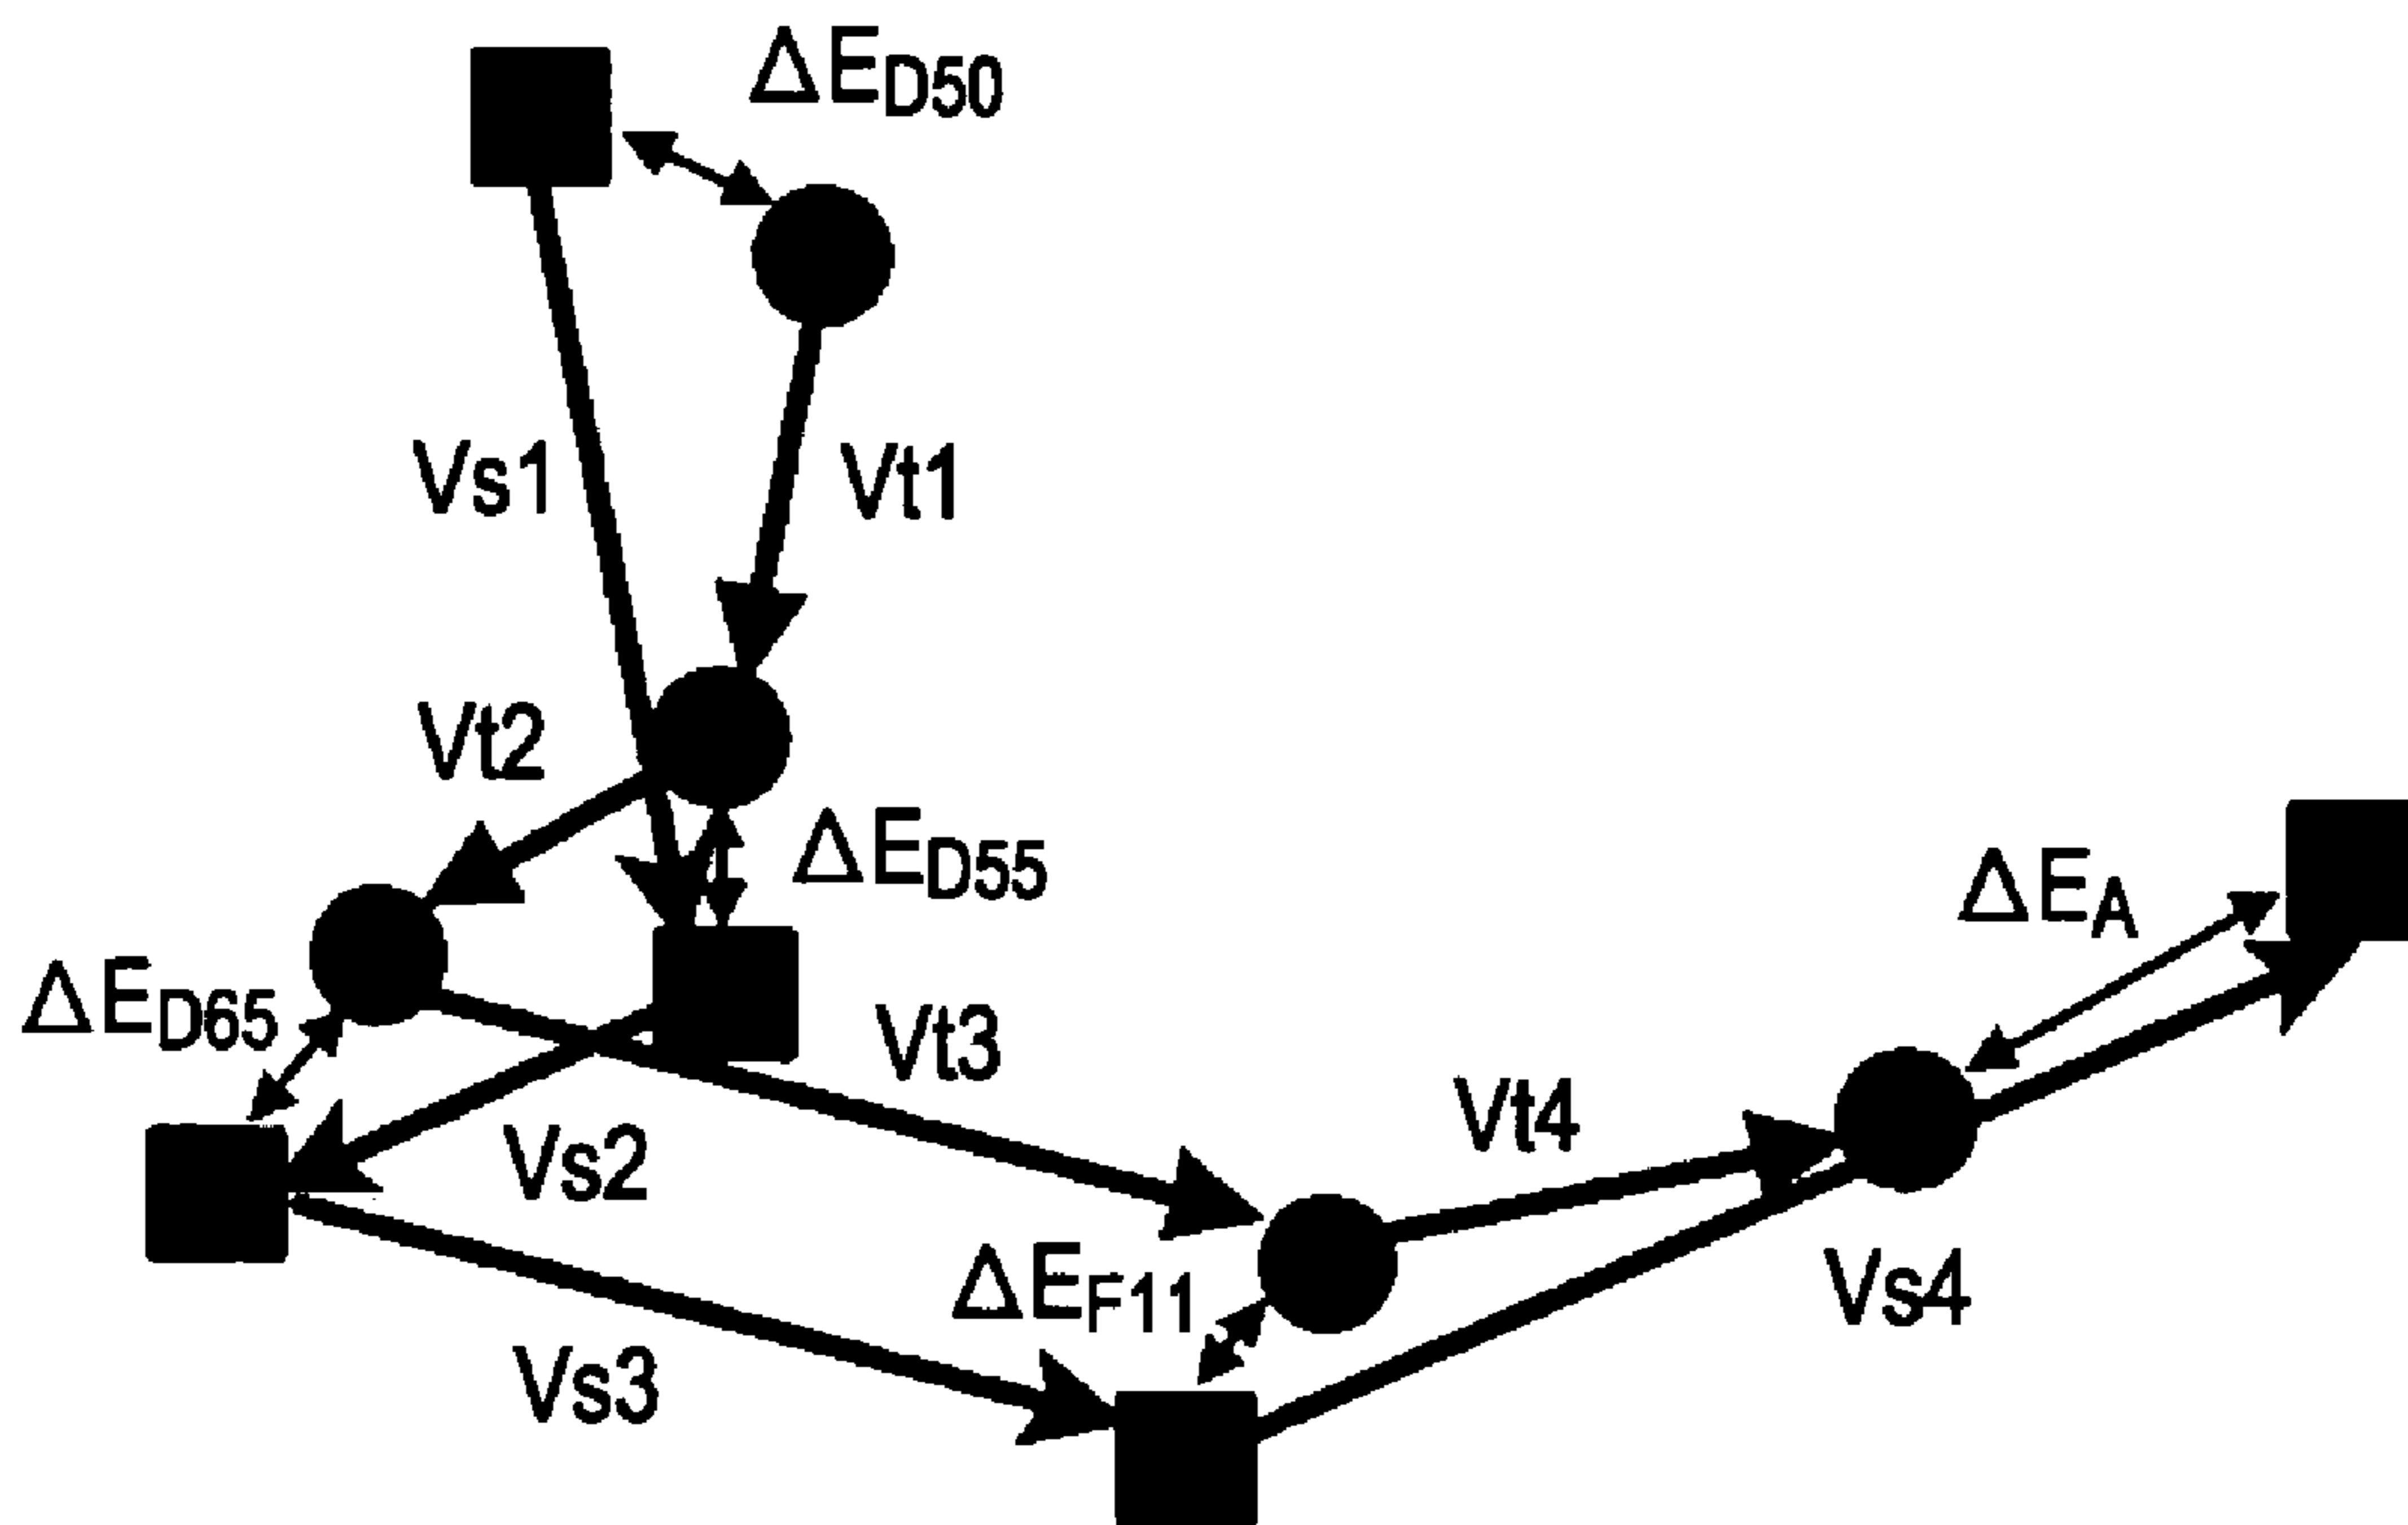 ΔED50
Vs1
Vt1
Vt2
ΔED55
ΔEA
ΔED65
Vt3
Vt4
Vs2
ΔEF11
Vs4
Vs3